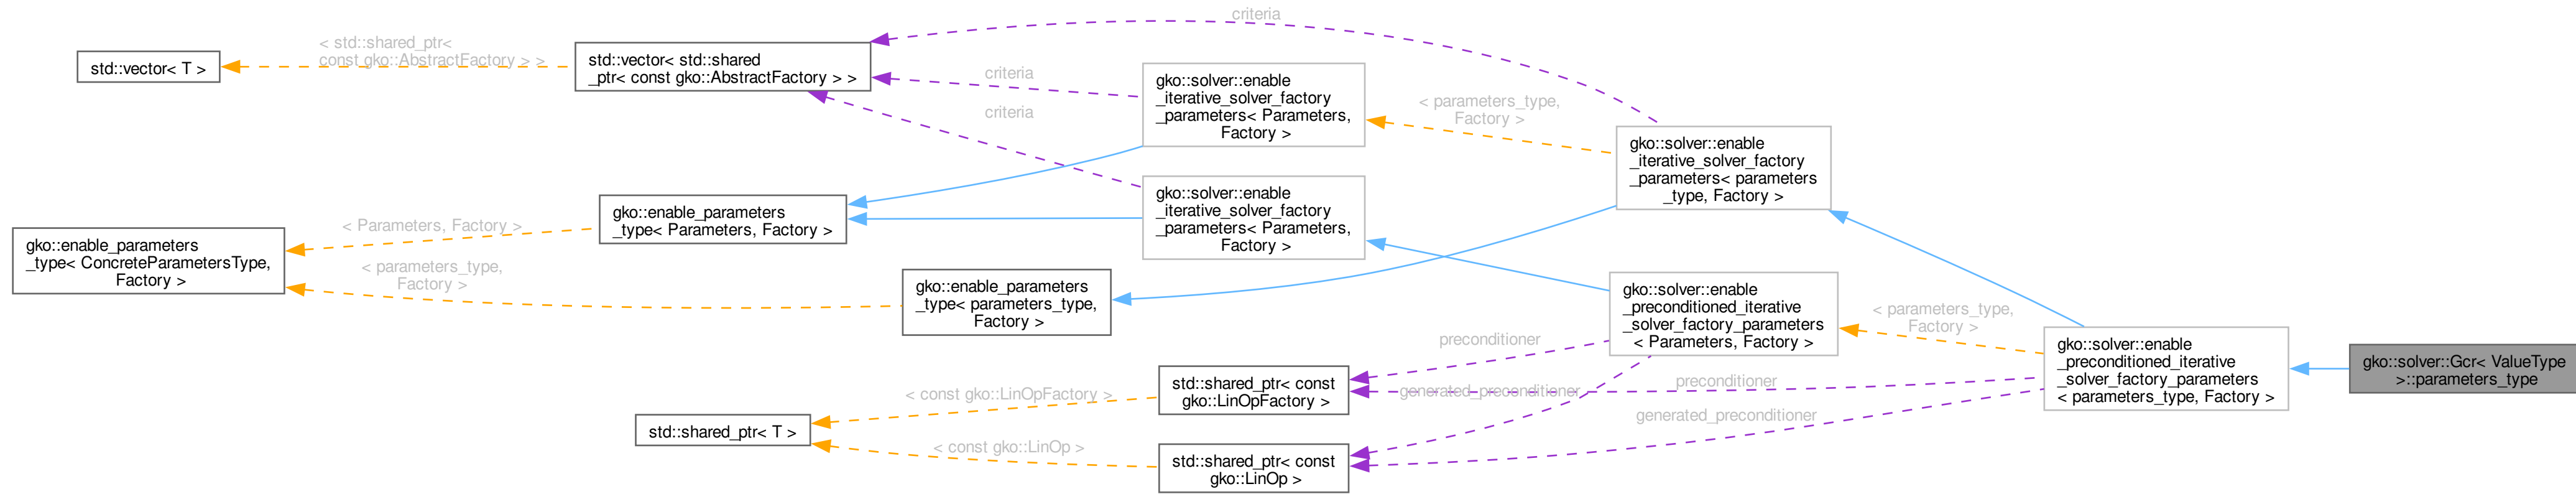 criteria
< std::shared_ptr<
const gko::AbstractFactory > >
std::vector< T >
std::vector< std::shared
_ptr< const gko::AbstractFactory > >
criteria
criteria
gko::solver::enable
_iterative_solver_factory
_parameters< Parameters,
Factory >
< parameters_type,
Factory >
gko::solver::enable
_iterative_solver_factory
_parameters< parameters
_type, Factory >
gko::solver::enable
_iterative_solver_factory
_parameters< Parameters,
Factory >
gko::enable_parameters
_type< Parameters, Factory >
< Parameters, Factory >
gko::enable_parameters
_type< ConcreteParametersType,
Factory >
< parameters_type,
Factory >
gko::enable_parameters
_type< parameters_type,
Factory >
gko::solver::enable
_preconditioned_iterative
_solver_factory_parameters
< Parameters, Factory >
< parameters_type,
Factory >
gko::solver::enable
_preconditioned_iterative
_solver_factory_parameters
< parameters_type, Factory >
gko::solver::Gcr< ValueType
>::parameters_type
preconditioner
preconditioner
generated_preconditioner
generated_preconditioner
std::shared_ptr< const
gko::LinOpFactory >
< const gko::LinOpFactory >
std::shared_ptr< T >
< const gko::LinOp >
std::shared_ptr< const
gko::LinOp >